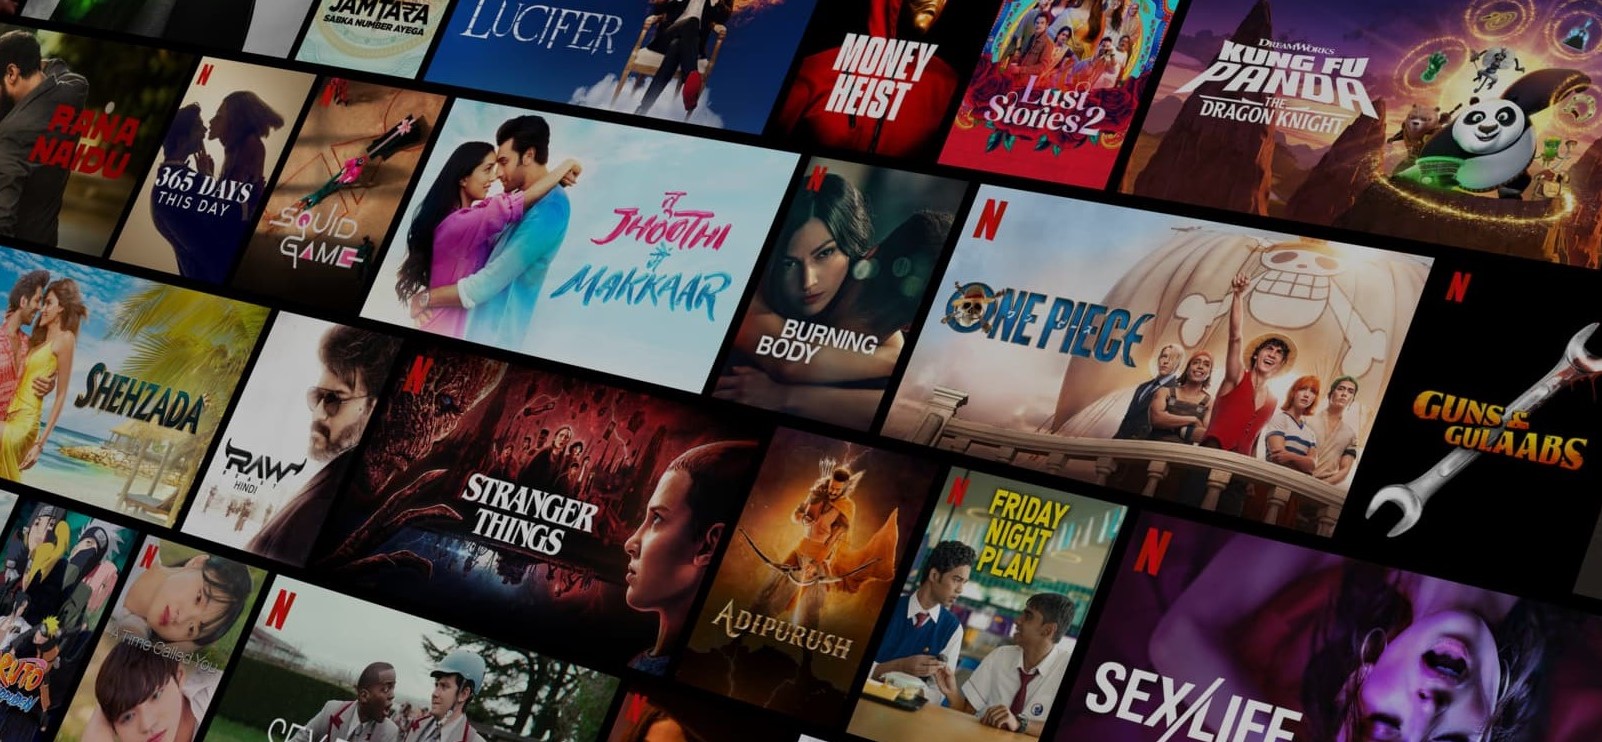 JAMTARA
SABKA NUMBER AYEGA
LUCIFER
MONEY
HEIST
Lust
Stories 2
DREAMWORKS
KUNG FU
PANDA
THE
DRAGON KNIGHT
RANA
NAIDU
N
365 DAYS
THIS DAY
SQUID
GAME
तू
JHOOTHI
मैं
MAKKAAR
N
BURNING
BODY
N
ONE PIECE
N
GUNS &
GULAABS
SHEHZADA
RAW
HINDI
N
STRANGER
THINGS
ADIPURUSH
N
FRIDAY
NIGHT
PLAN
N
SEX/LIFE
N
A Time Called You
N